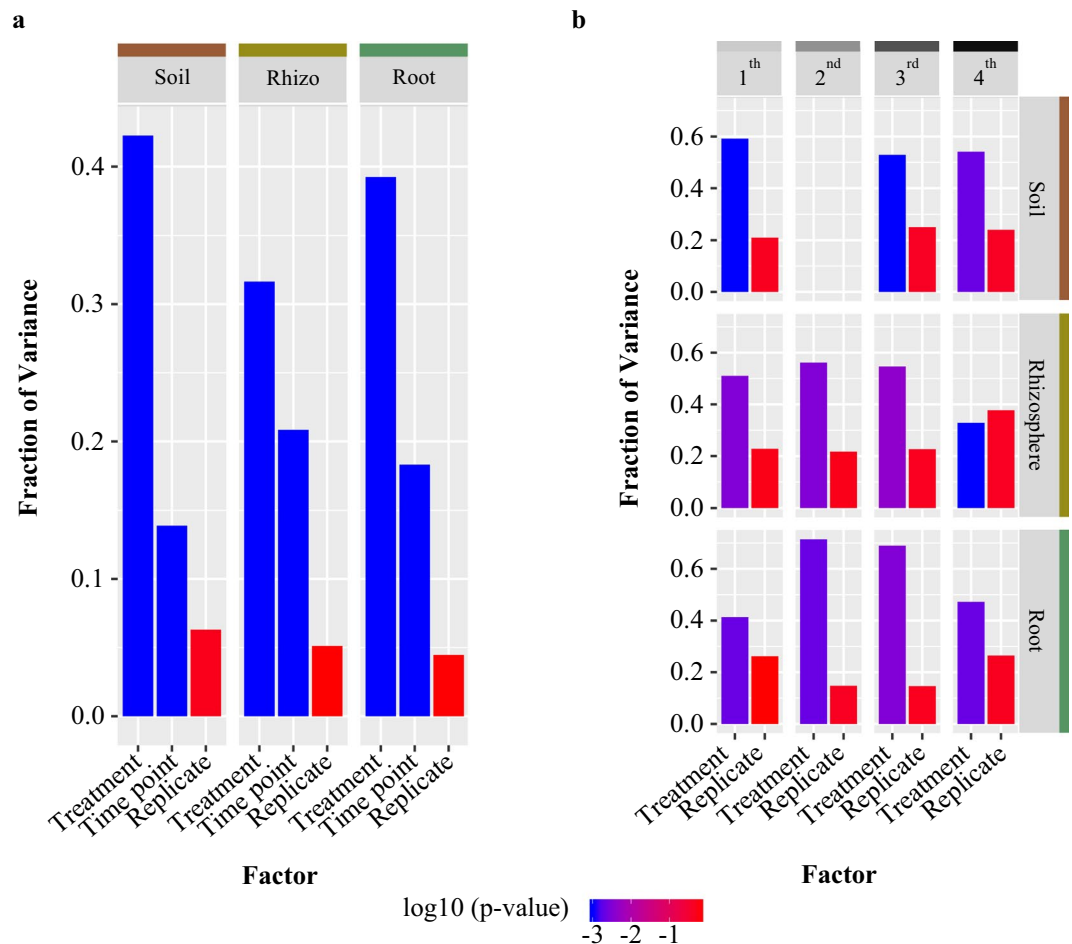 a
b
Soil Rhizo Root
1th 2nd 3rd 4th
Fraction of Variance
0.4
0.3
0.2
0.1
0.0
Treatment Time point Replicate Treatment Time point Replicate Treatment Time point Replicate
Factor
Fraction of Variance
0.6
0.4
0.2
0.0
Soil
0.6
0.4
0.2
0.0
Rhizosphere
0.6
0.4
0.2
0.0
Root
Treatment Replicate Treatment Replicate Treatment Replicate Treatment Replicate
Factor
log10 (p-value)
-3 -2 -1